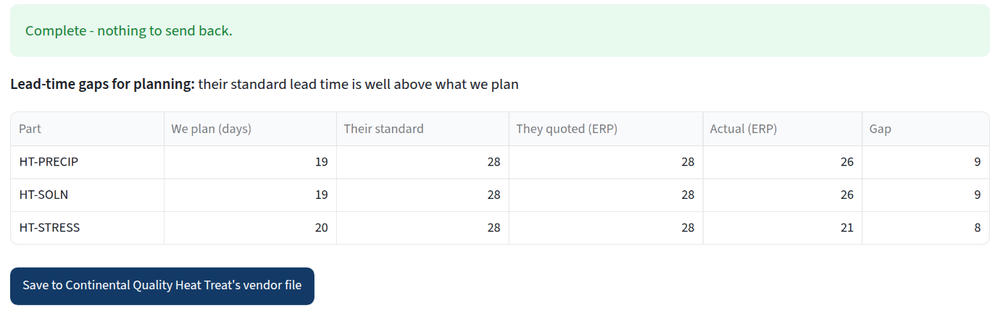 Complete - nothing to send back.
Lead-time gaps for planning: their standard lead time is well above what we plan
Part We plan (days) Their standard They quoted (ERP) Actual (ERP) Gap
HT-PRECIP 19 28 28 26 9
HT-SOLN 19 28 28 26 9
HT-STRESS 20 28 28 21 8
Save to Continental Quality Heat Treat's vendor file